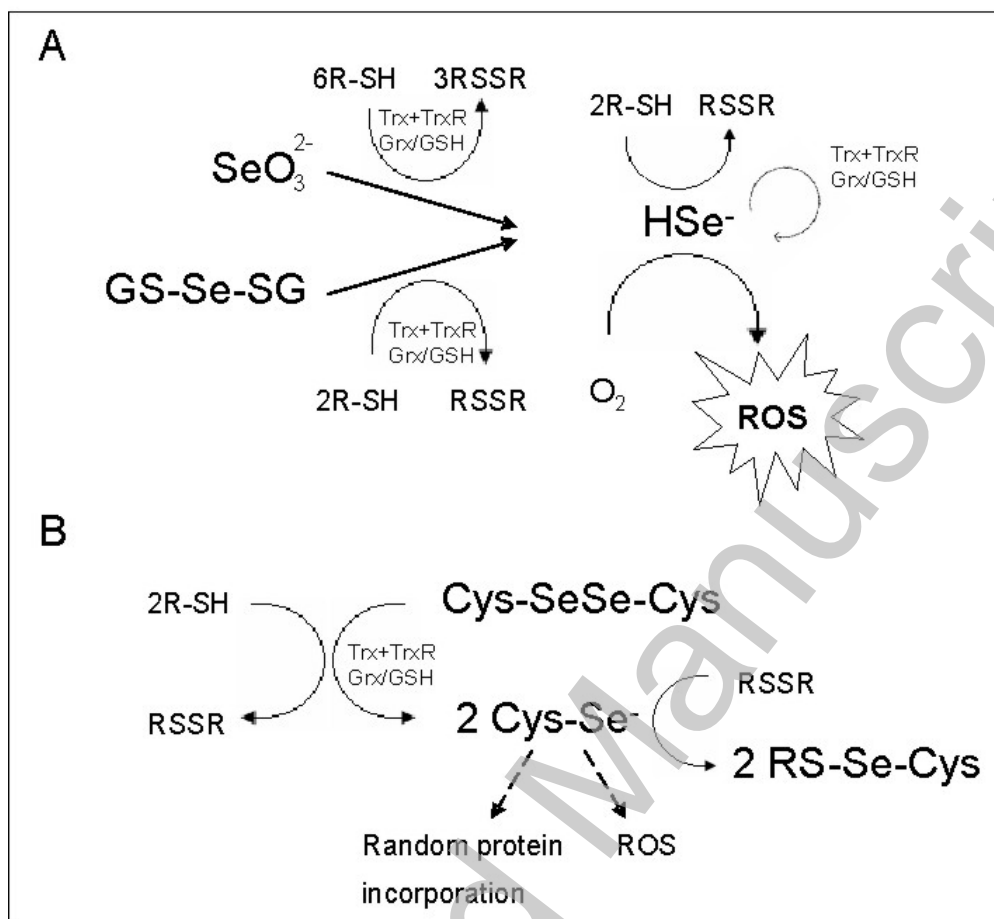 A
6R-SH 3RSSR
Trx+TrxR
Grx/GSH
SeO₃²⁻
GS-Se-SG
Trx+TrxR
Grx/GSH
2R-SH RSSR
2R-SH RSSR
Trx+TrxR
Grx/GSH
HSe⁻
O₂
ROS
B
2R-SH
Cys-SeSe-Cys
Trx+TrxR
Grx/GSH
RSSR
2 Cys-Se⁻
RSSR
2 RS-Se-Cys
Random protein
incorporation
ROS
d Manuscri